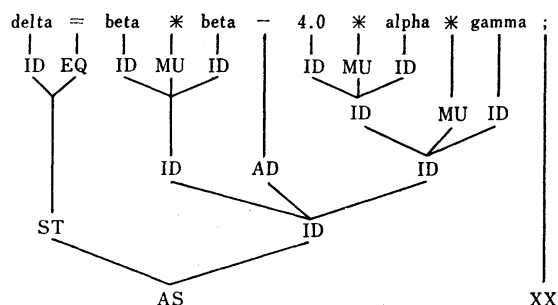 delta = beta * beta - 4.0 * alpha * gamma ;
ID EQ ID MU ID ID MU ID
ID MU ID
ID AD ID
ST ID
AS XX